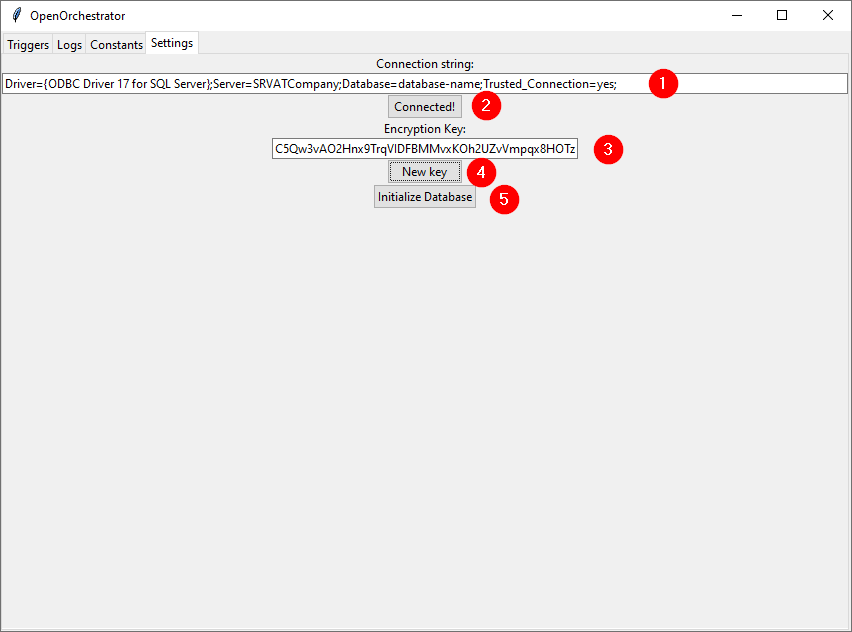 OpenOrchestrator
Triggers Logs Constants Settings
Connection string:
Driver={ODBC Driver 17 for SQL Server};Server=SRVATCompany;Database=database-name;Trusted_Connection=yes; 1
Connected! 2
Encryption Key:
C5Qw3vAO2Hnx9TrqVIDFBMMvxKOh2UZvVmpqx8HOTz 3
New key 4
Initialize Database 5